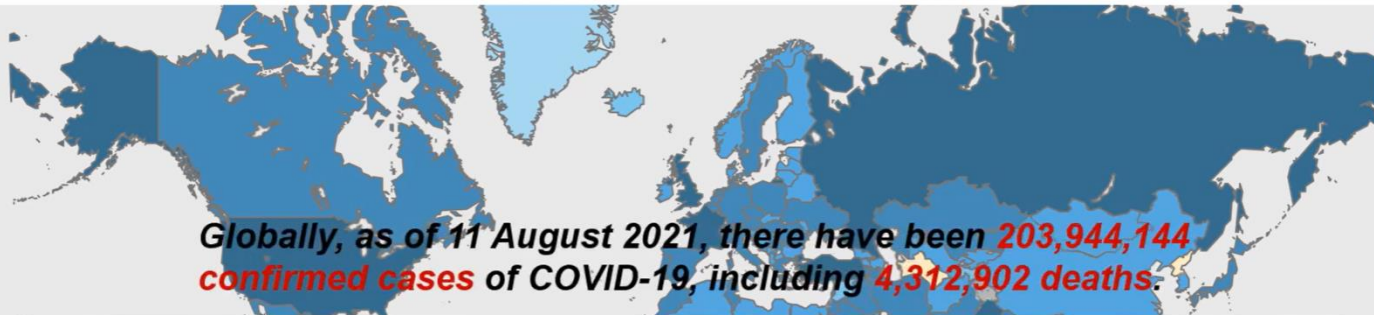 Globally, as of 11 August 2021, there have been 203,944,144
confirmed cases of COVID-19, including 4,312,902 deaths.